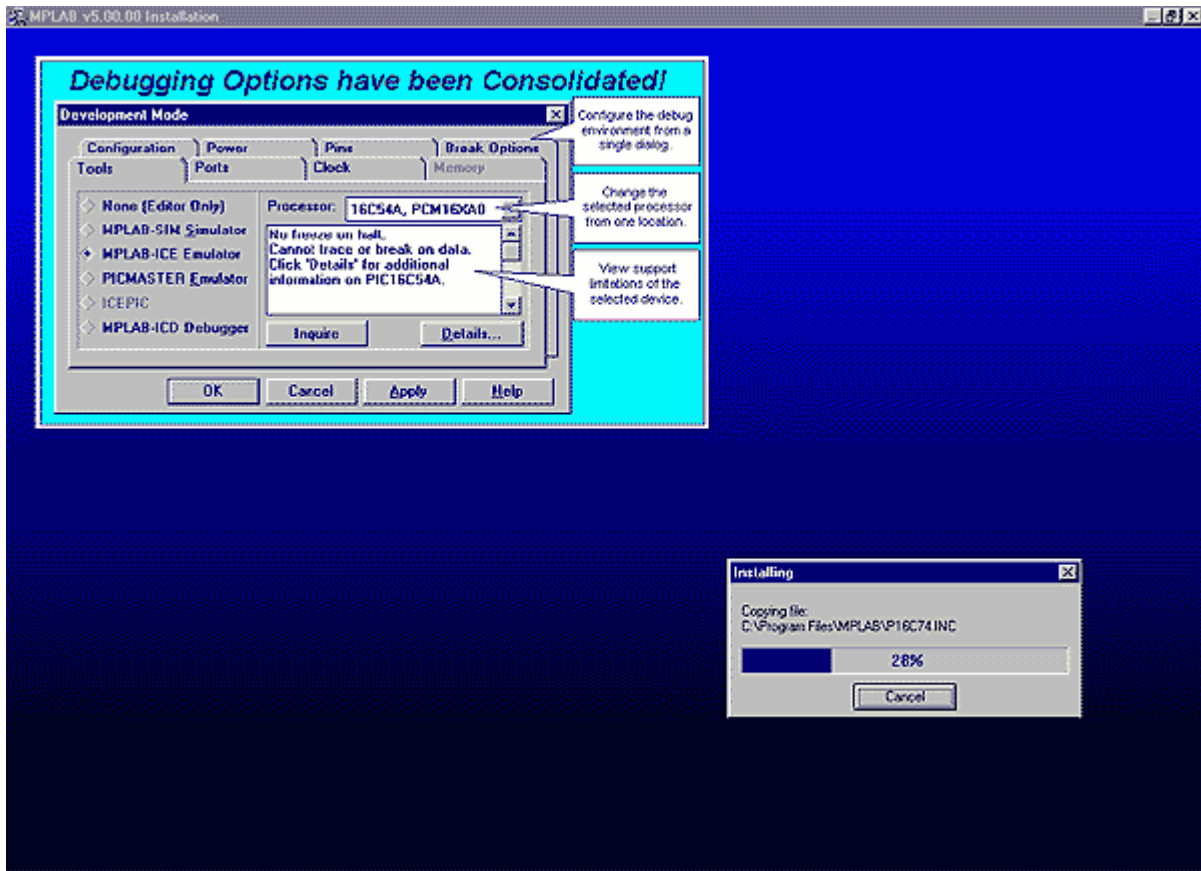 MPLAB v5.00.00 Installation
Debugging Options have been Consolidated!
Development Mode
Configuration Power Pins Break Options
Tools Ports Clock Memory
None (Editor Only)
MPLAB-SIM Simulator
MPLAB-ICE Emulator
PICMASTER Emulator
ICEPIC
MPLAB-ICD Debugger
Processor: 16C54A, PCM16XA0
No freeze on halt.
Cannot trace or break on data.
Click 'Details' for additional
information on PIC16C54A.
Inquire Details...
OK Cancel Apply Help
Configure the debug
environment from a
single dialog.
Change the
selected processor
from one location.
View support
limitations of the
selected device.
Installing
Copying file:
C:\Program Files\MPLAB\P16C74.INC
28%
Cancel